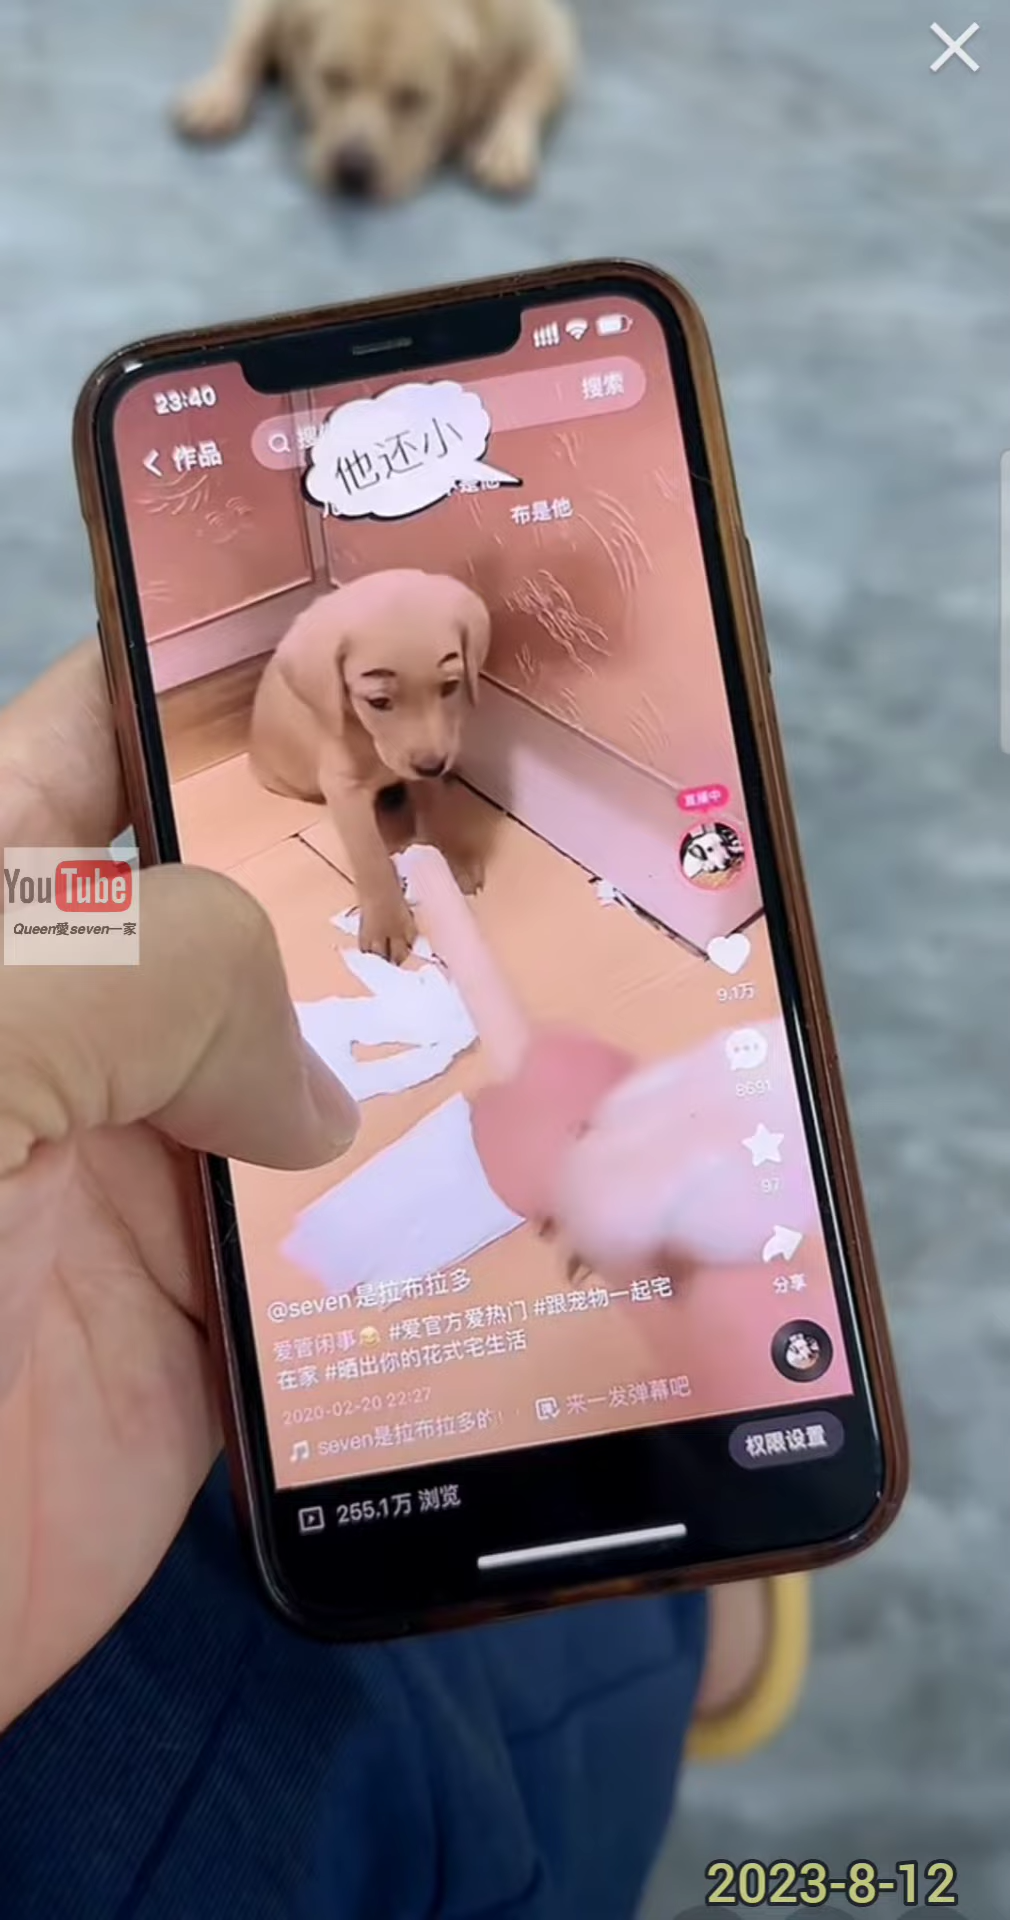 23:40
作品
搜索
他还小
布是他
直播中
9.1万
8691
97
分享
YouTube
Queen愛seven一家
@seven是拉布拉多
爱管闲事😂 #爱官方爱热门 #跟宠物一起宅
在家 #晒出你的花式宅生活
2020-02-20 22:27
seven是拉布拉多的
来一发弹幕吧
权限设置
255.1万 浏览
2023-8-12